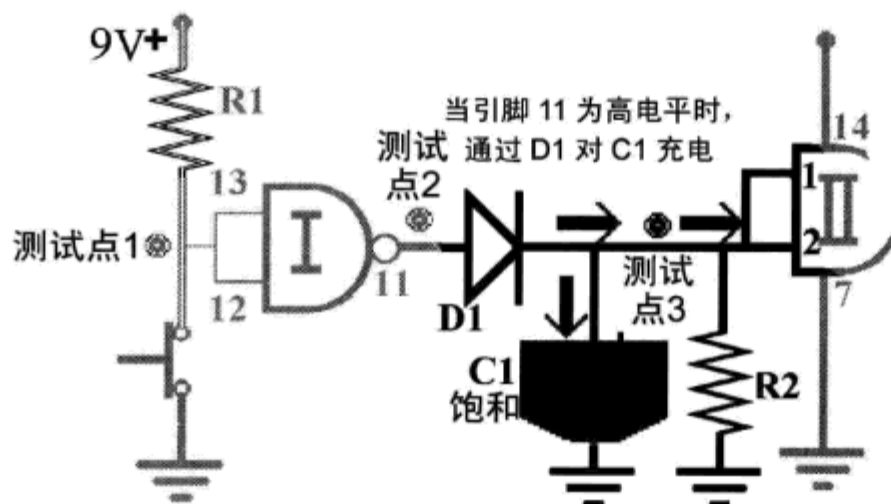 9V+
R1
当引脚 11 为高电平时，
通过 D1 对 C1 充电
14
测试
点2
13
1
测试点1
I
II
2
12
11
测试
点3
7
D1
C1
饱和
R2